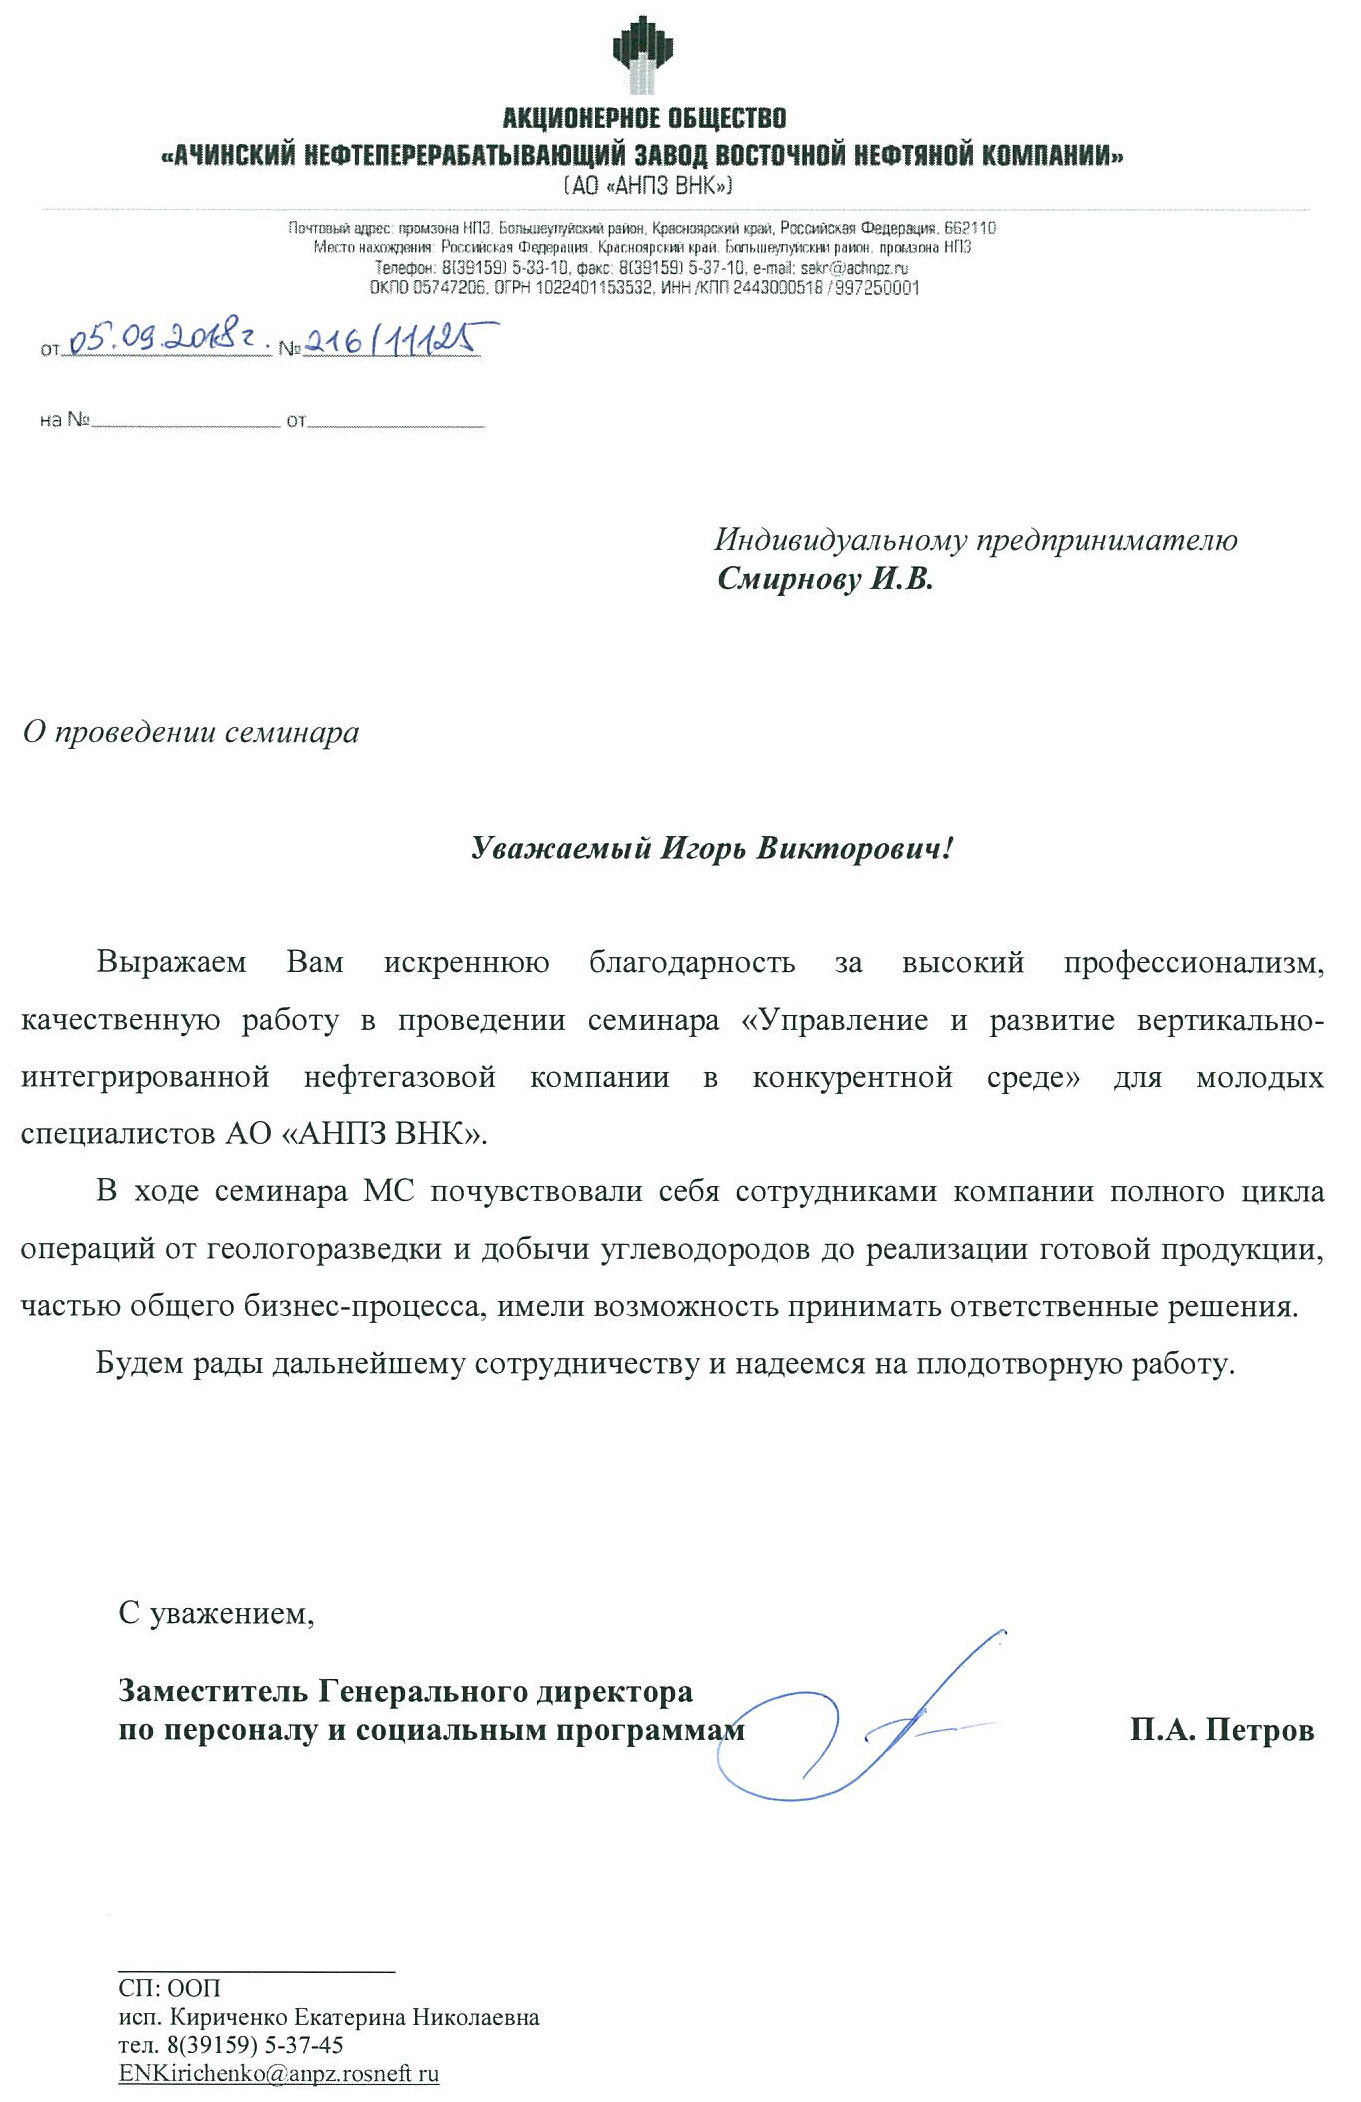 АКЦИОНЕРНОЕ ОБЩЕСТВО
«АЧИНСКИЙ НЕФТЕПЕРЕРАБАТЫВАЮЩИЙ ЗАВОД ВОСТОЧНОЙ НЕФТЯНОЙ КОМПАНИИ»
(АО «АНПЗ ВНК»)
Почтовый адрес: промзона НПЗ, Большеулуйский район, Красноярский край, Российская Федерация, 662110
Место нахождения: Российская Федерация, Красноярский край, Большеулуйский район, промзона НПЗ
Телефон: 8(39159) 5-33-10, факс: 8(39159) 5-37-10, e-mail: sekr@achnpz.ru
ОКПО 05747206, ОГРН 1022401153532, ИНН /КПП 2443000518 / 997250001
от 05.09.2018г. № 216/11125
на № от
Индивидуальному предпринимателю
Смирнову И.В.
О проведении семинара
Уважаемый Игорь Викторович!
Выражаем Вам искреннюю благодарность за высокий профессионализм,
качественную работу в проведении семинара «Управление и развитие вертикально-
интегрированной нефтегазовой компании в конкурентной среде» для молодых
специалистов АО «АНПЗ ВНК».
В ходе семинара МС почувствовали себя сотрудниками компании полного цикла
операций от геологоразведки и добычи углеводородов до реализации готовой продукции,
частью общего бизнес-процесса, имели возможность принимать ответственные решения.
Будем рады дальнейшему сотрудничеству и надеемся на плодотворную работу.
С уважением,
Заместитель Генерального директора
по персоналу и социальным программам П.А. Петров
СП: ООП
исп. Кириченко Екатерина Николаевна
тел. 8(39159) 5-37-45
ENKirichenko@anpz.rosneft ru